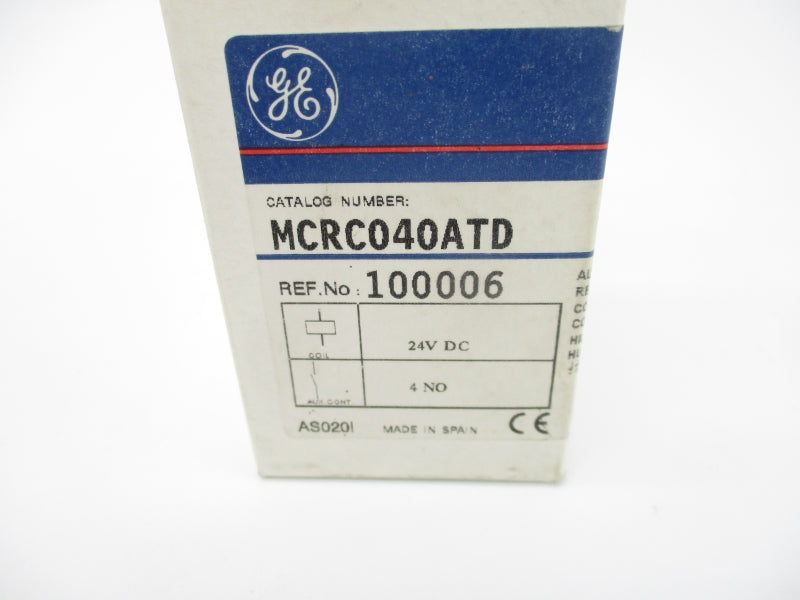 GE
CATALOG NUMBER:
MCRC040ATD
REF.No : 100006
COIL
24V DC
AUX.CONT.
4 NO
AS020I
MADE IN SPAIN
CE